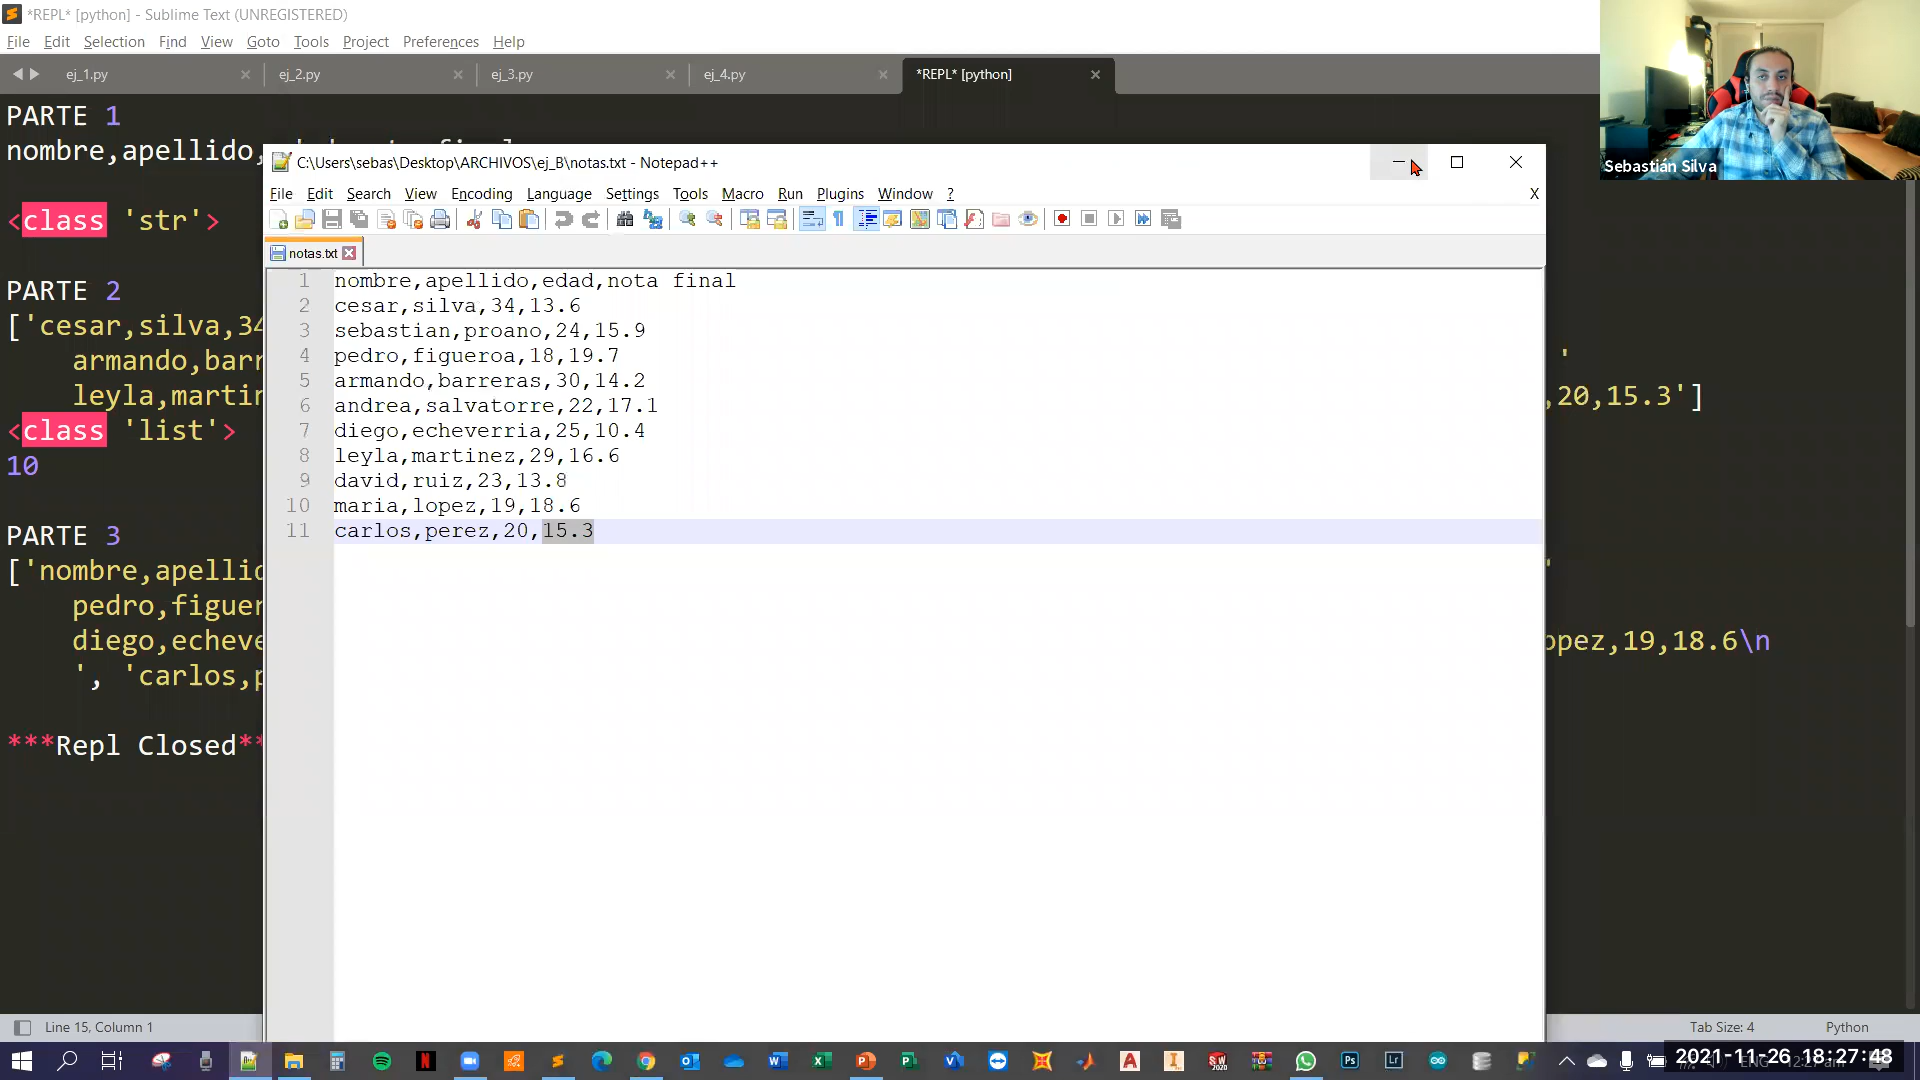 *REPL* [python] - Sublime Text (UNREGISTERED)
File Edit Selection Find View Goto Tools Project Preferences Help
ej_1.py ej_2.py ej_3.py ej_4.py *REPL* [python]
Sebastián Silva
PARTE 1
nombre,apellido,
<class 'str'>
PARTE 2
['cesar,silva,34 '
armando,barr
leyla,martin ,20,15.3']
<class 'list'>
10
PARTE 3
['nombre,apellid '
pedro,figuer
diego,echeve opez,19,18.6\n
', 'carlos,p
***Repl Closed**
C:\Users\sebas\Desktop\ARCHIVOS\ej_B\notas.txt - Notepad++
File Edit Search View Encoding Language Settings Tools Macro Run Plugins Window ? X
notas.txt
1 nombre,apellido,edad,nota final
2 cesar,silva,34,13.6
3 sebastian,proano,24,15.9
4 pedro,figueroa,18,19.7
5 armando,barreras,30,14.2
6 andrea,salvatorre,22,17.1
7 diego,echeverria,25,10.4
8 leyla,martinez,29,16.6
9 david,ruiz,23,13.8
10 maria,lopez,19,18.6
11 carlos,perez,20,15.3
Line 15, Column 1 Tab Size: 4 Python
2021-11-26 18:27:48